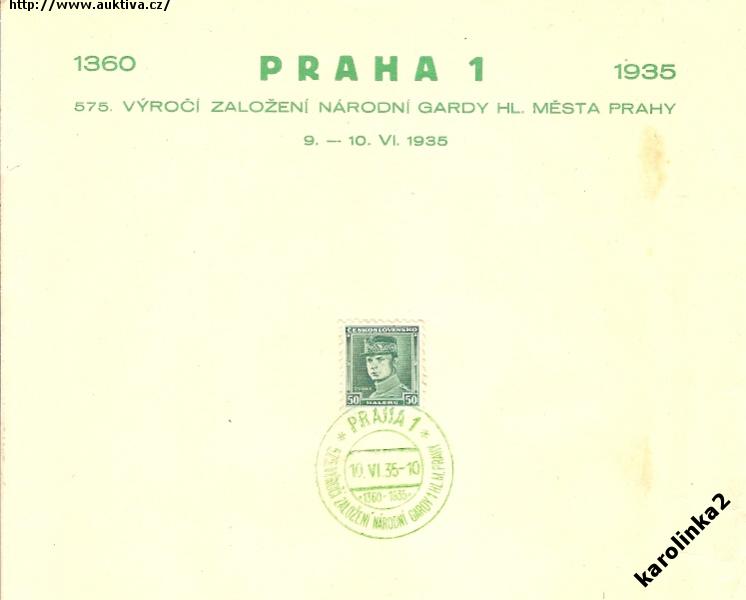 http://www.auktiva.cz/
1360 PRAHA 1 1935
575. VÝROČÍ ZALOŽENÍ NÁRODNÍ GARDY HL. MĚSTA PRAHY
9. — 10. VI. 1935
ČESKOSLOVENSKO
50 HALÉŘŮ 50
* PRAHA 1 *
10. VI. 35-10
*1360-1935*
575. VÝROČÍ ZALOŽENÍ NÁRODNÍ GARDY 1 HL. M. PRAHY
karolinka2